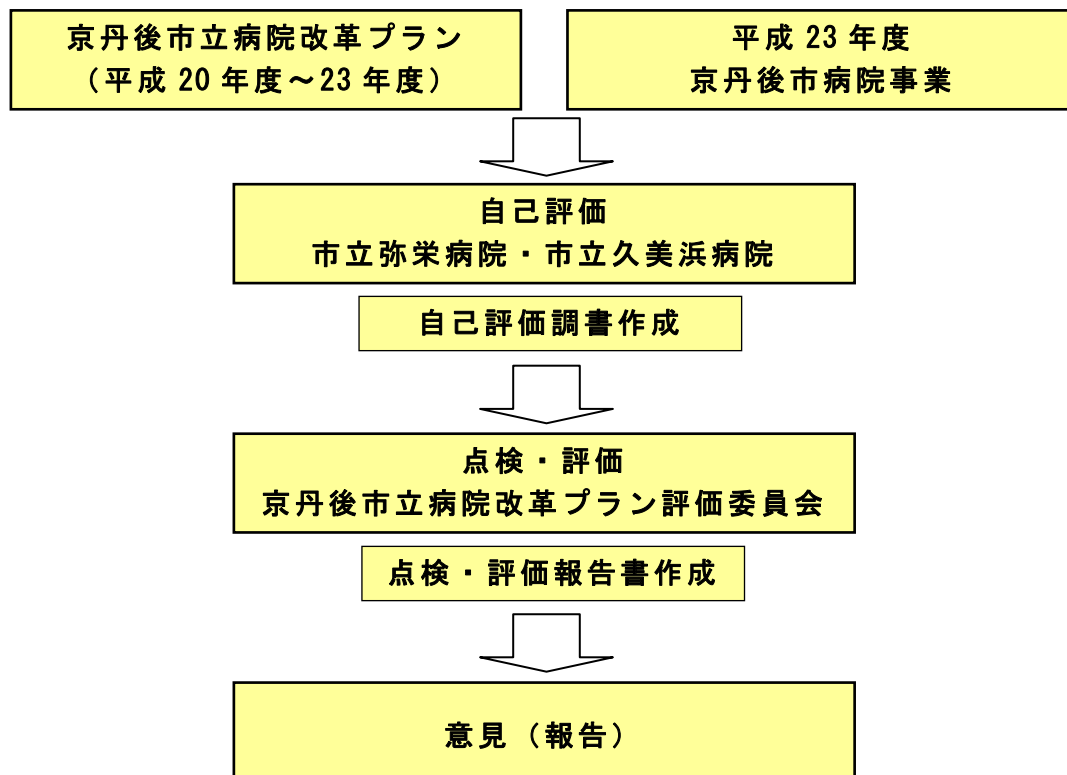 京丹後市立病院改革プラン
（平成 20 年度～23 年度）
平成 23 年度
京丹後市病院事業
自己評価
市立弥栄病院・市立久美浜病院
自己評価調書作成
点検・評価
京丹後市立病院改革プラン評価委員会
点検・評価報告書作成
意見（報告）